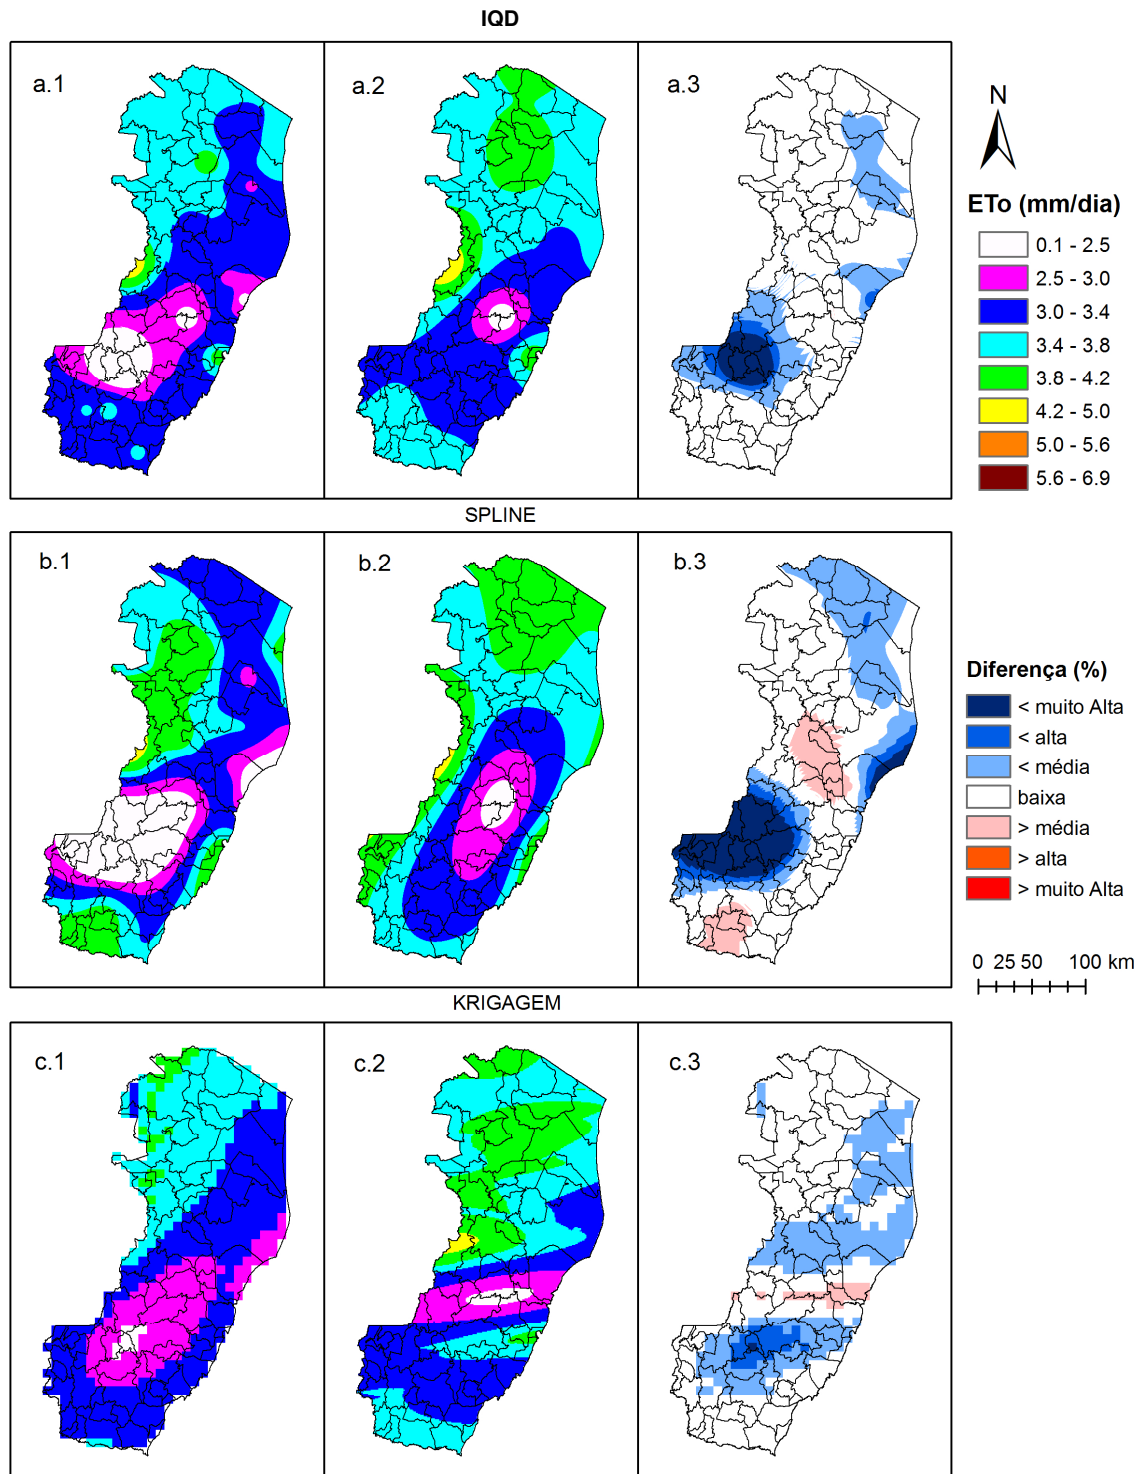 IQD
a.1
a.2
a.3
N
ETo (mm/dia)
0.1 - 2.5
2.5 - 3.0
3.0 - 3.4
3.4 - 3.8
3.8 - 4.2
4.2 - 5.0
5.0 - 5.6
5.6 - 6.9
SPLINE
b.1
b.2
b.3
Diferença (%)
< muito Alta
< alta
< média
baixa
> média
> alta
> muito Alta
0 25 50 100 km
KRIGAGEM
c.1
c.2
c.3